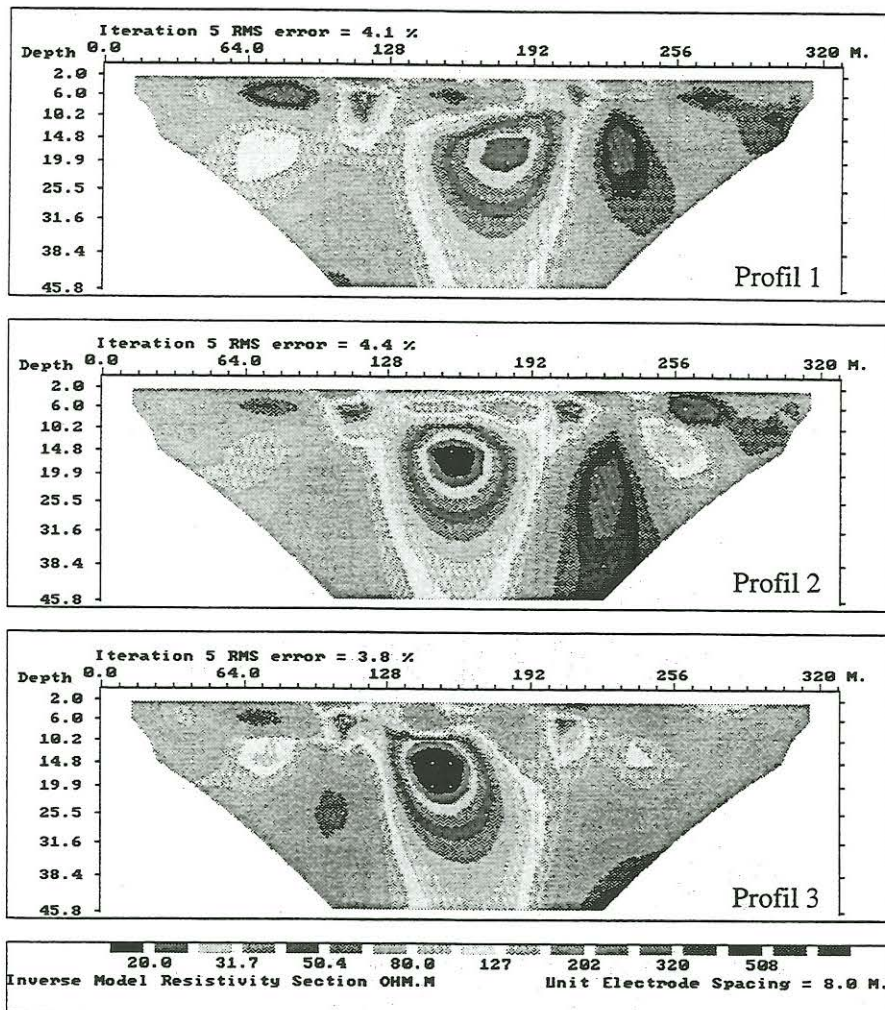 Iteration 5 RMS error = 4.1 %
Depth 0.0 64.0 128 192 256 320 M.
2.0
6.0
10.2
14.8
19.9
25.5
31.6
38.4
45.8
Profil 1
Iteration 5 RMS error = 4.4 %
Depth 0.0 64.0 128 192 256 320 M.
2.0
6.0
10.2
14.8
19.9
25.5
31.6
38.4
45.8
Profil 2
Iteration 5 RMS error = 3.8 %
Depth 0.0 64.0 128 192 256 320 M.
2.0
6.0
10.2
14.8
19.9
25.5
31.6
38.4
45.8
Profil 3
20.0 31.7 50.4 80.0 127 202 320 508
Inverse Model Resistivity Section OHM.M Unit Electrode Spacing = 8.0 M.